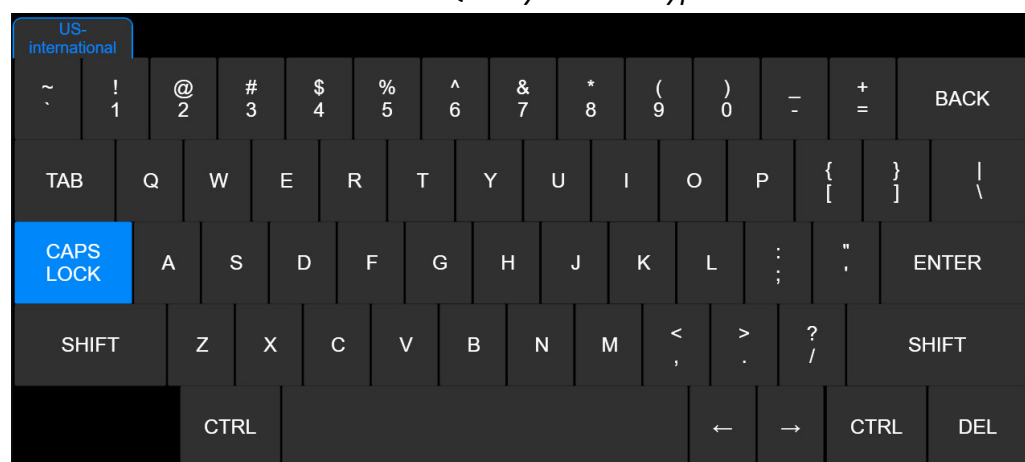 US-
international
~ ! @ # $ % ^ & * ( ) _ +
` 1 2 3 4 5 6 7 8 9 0 - = BACK
TAB Q W E R T Y U I O P { } |
[ ] \
CAPS
LOCK A S D F G H J K L : " ENTER
; '
SHIFT Z X C V B N M < > ? SHIFT
, . /
CTRL ← → CTRL DEL